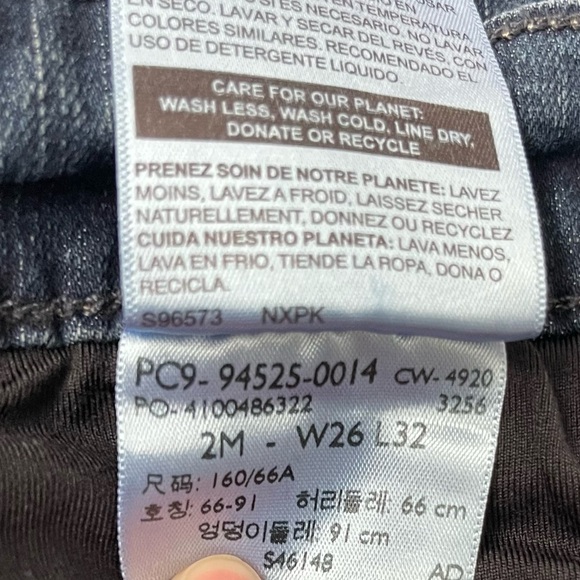 EN SECO. LAVAR Y SECAR DEL REVÉS, CON
COLORES SIMILARES. RECOMENDADO EL
USO DE DETERGENTE LIQUIDO.
CARE FOR OUR PLANET:
WASH LESS, WASH COLD, LINE DRY,
DONATE OR RECYCLE
PRENEZ SOIN DE NOTRE PLANETE: LAVEZ
MOINS, LAVEZ A FROID, LAISSEZ SECHER
NATURELLEMENT, DONNEZ OU RECYCLEZ
CUIDA NUESTRO PLANETA: LAVA MENOS,
LAVA EN FRIO, TIENDE LA ROPA, DONA O
RECICLA.
S96573 NXPK
PC9- 94525-0014 CW- 4920
PO- 4100486322 3256
2M - W26 L32
尺码: 160/66A
호칭: 66-91 허리둘레: 66 cm
엉덩이둘레: 91 cm
S46148
AD